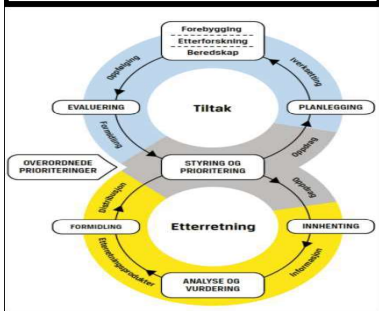 Forebygging
Etterforskning
Beredskap
Oppfølging
Iverksetting
EVALUERING
Tiltak
PLANLEGGING
Formidling
Oppdrag
OVERORDNEDE
PRIORITERINGER
STYRING OG
PRIORITERING
Distribusjon
Oppdrag
FORMIDLING
Etterretning
INNHENTING
Etterretningsprodukter
Informasjon
ANALYSE OG
VURDERING